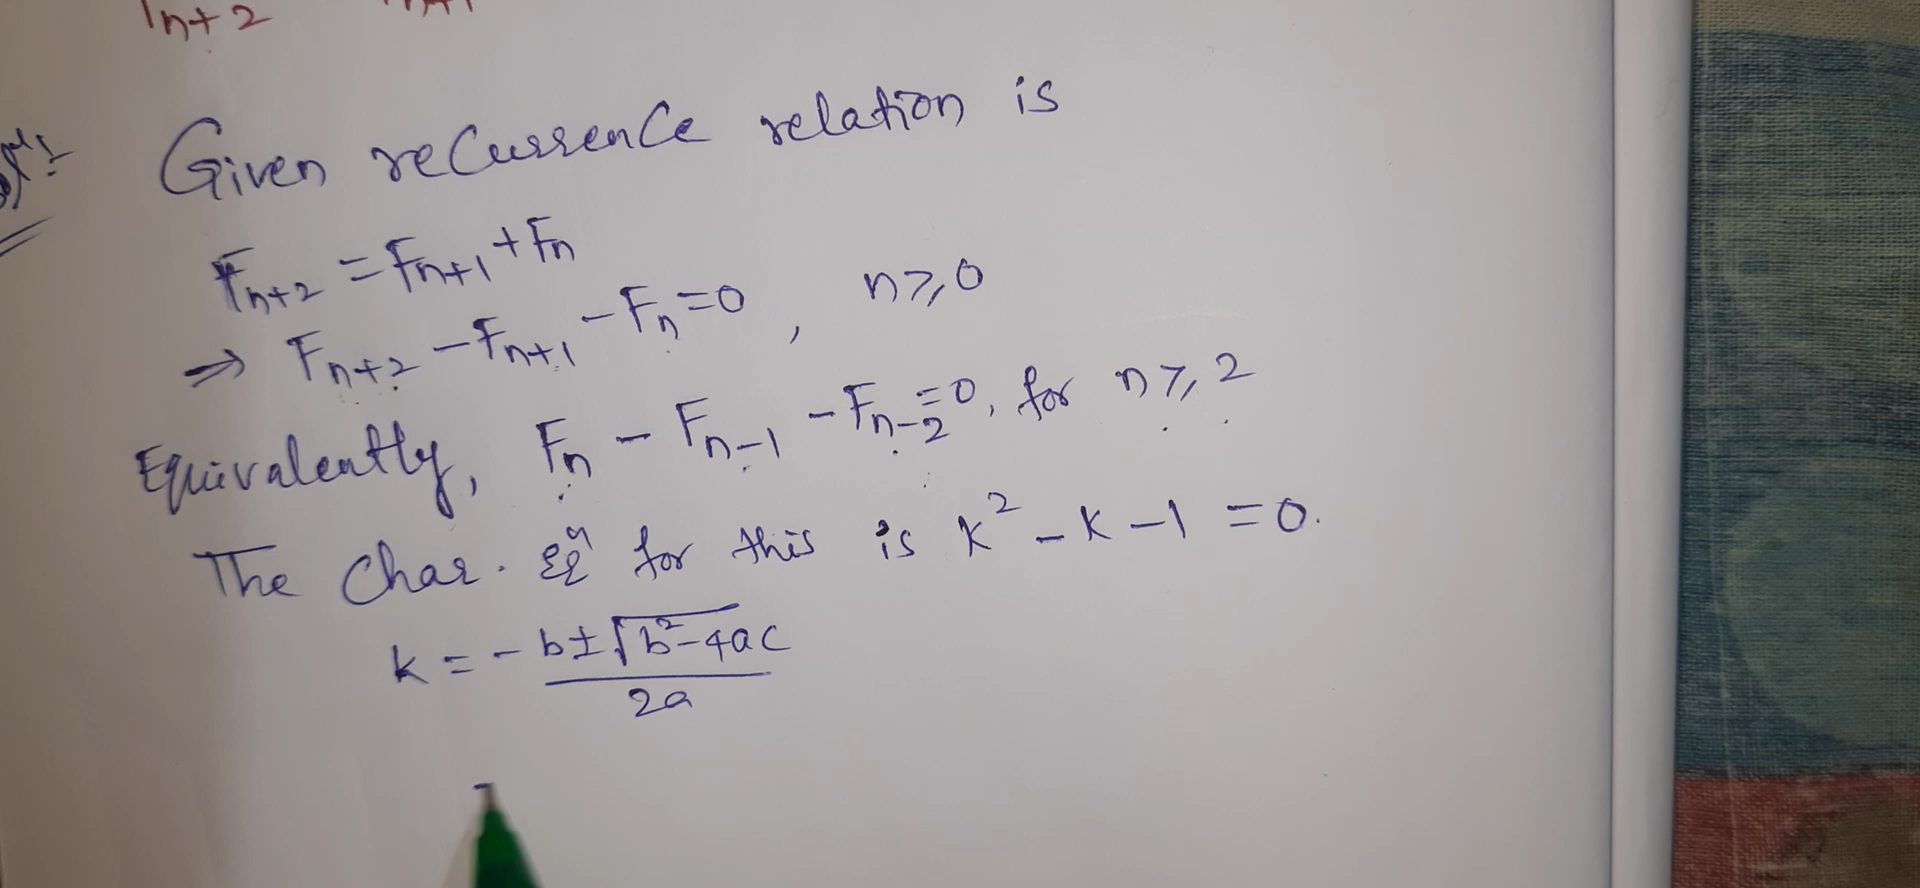 n+2 n+1
Sol:
Given recurrence relation is
Fn+2 = Fn+1 + Fn
⇒ Fn+2 - Fn+1 - Fn = 0 , n ≥ 0
Equivalently, Fn - Fn-1 - Fn-2 = 0, for n ≥ 2
The Char. Eqⁿ for this is k² - k - 1 = 0.
k = - b ± √b² - 4ac
2a